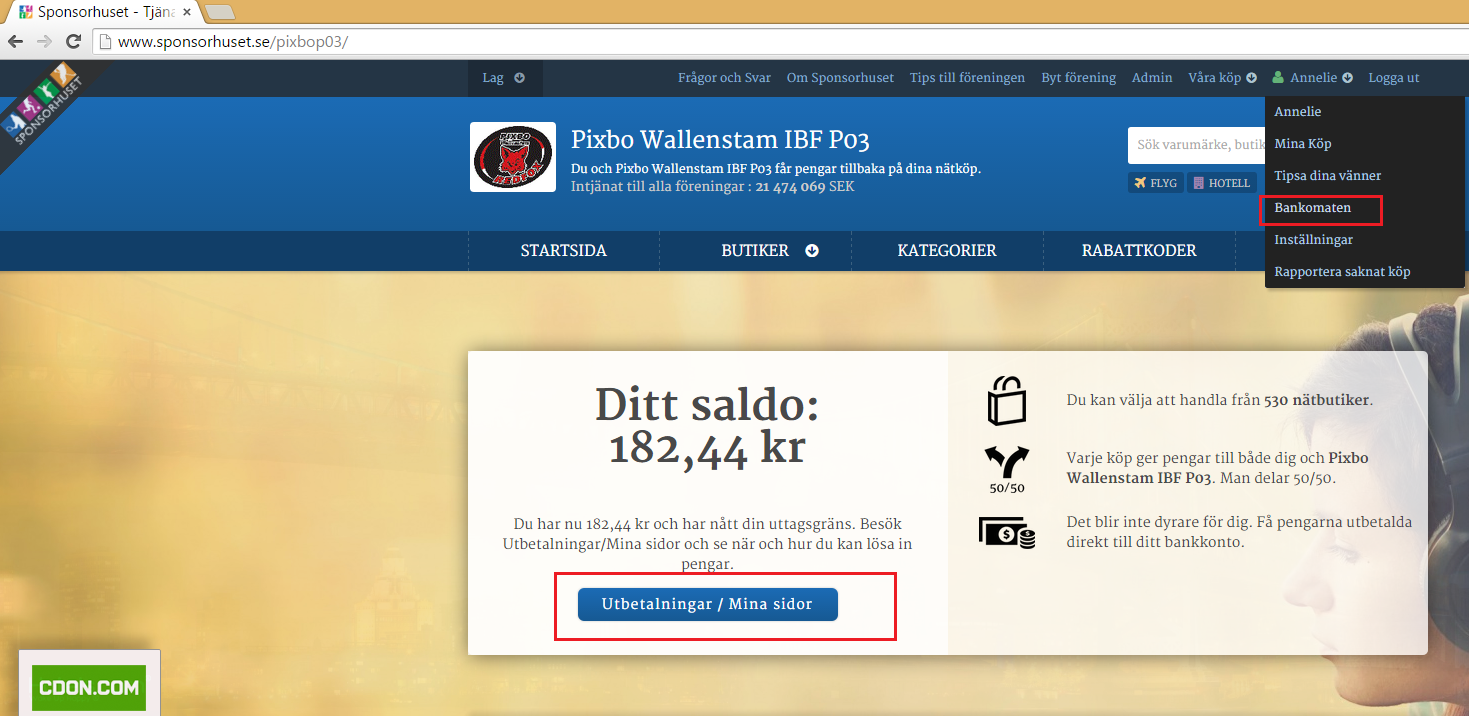 Sponsorhuset - Tjäna
www.sponsorhuset.se/pixbop03/
SPONSORHUSET
Lag
Frågor och Svar Om Sponsorhuset Tips till föreningen Byt förening Admin Våra köp Annelie Logga ut
PIXBO
REDFOX
Pixbo Wallenstam IBF P03
Du och Pixbo Wallenstam IBF P03 får pengar tillbaka på dina nätköp.
Intjänat till alla föreningar : 21 474 069 SEK
Sök varumärke, butik
FLYG HOTELL
Annelie
Mina Köp
Tipsa dina vänner
Bankomaten
Inställningar
Rapportera saknat köp
STARTSIDA BUTIKER KATEGORIER RABATTKODER
Ditt saldo:
182,44 kr
Du har nu 182,44 kr och har nått din uttagsgräns. Besök
Utbetalningar/Mina sidor och se när och hur du kan lösa in
pengar.
Utbetalningar / Mina sidor
Du kan välja att handla från 530 nätbutiker.
50/50
Varje köp ger pengar till både dig och Pixbo
Wallenstam IBF P03. Man delar 50/50.
Det blir inte dyrare för dig. Få pengarna utbetalda
direkt till ditt bankkonto.
CDON.COM